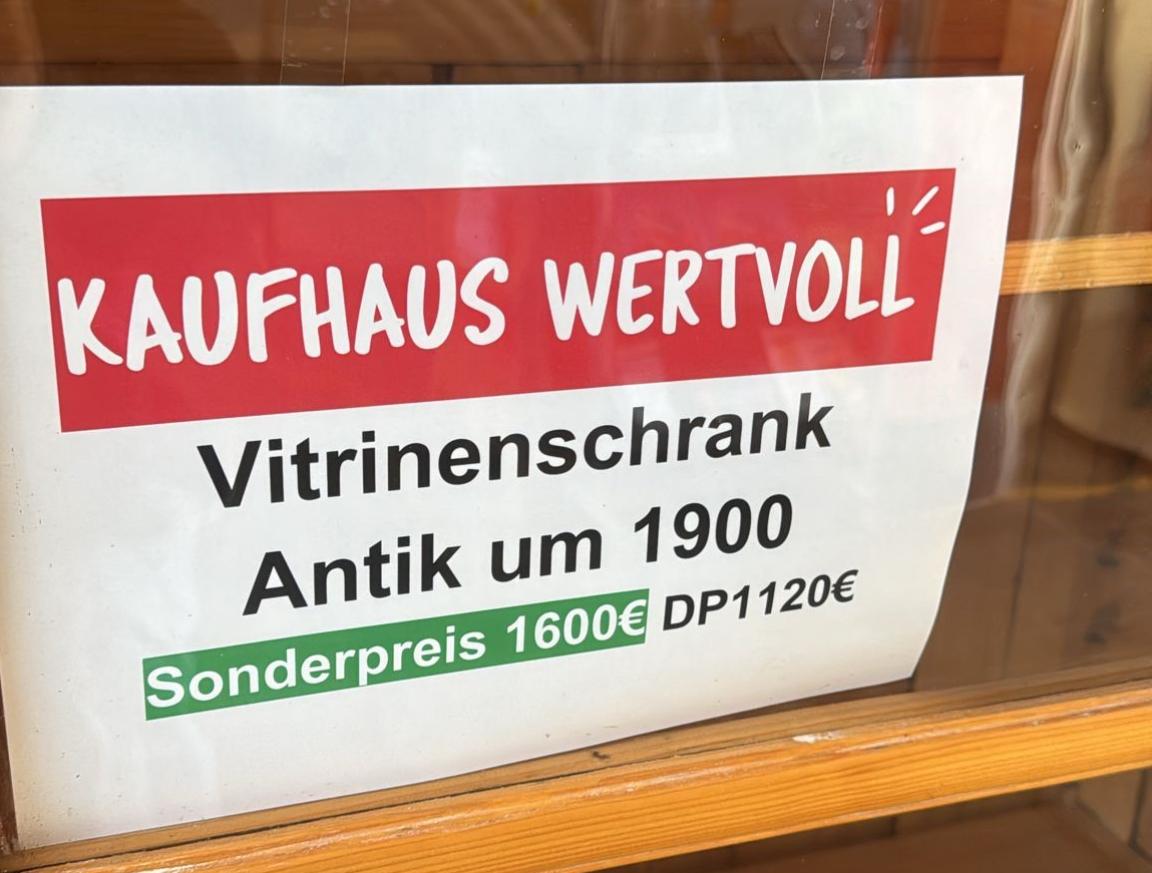 KAUFHAUS WERTVOLL
Vitrinenschrank
Antik um 1900
Sonderpreis 1600€ DP1120€